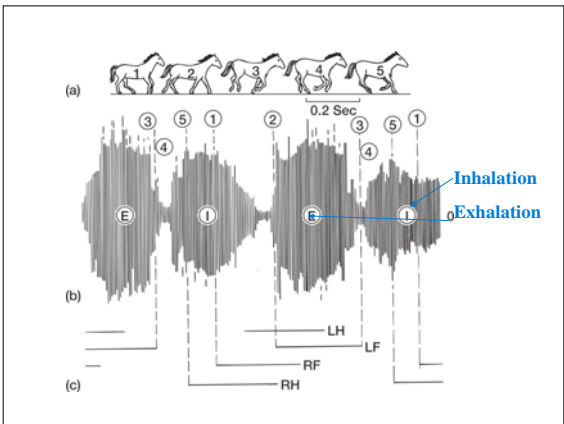 1 2 3 4 5
(a)
0.2 Sec
3 5 1 2 3 5 1
4 4
Inhalation
E I E I 0
Exhalation
(b)
LH
LF
RF
(c) RH